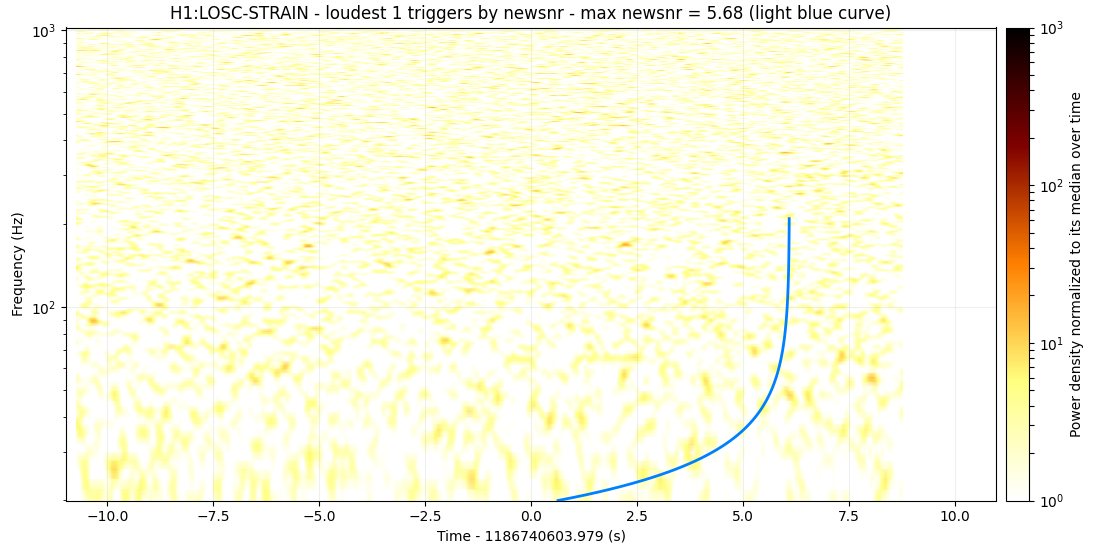 H1:LOSC-STRAIN - loudest 1 triggers by newsnr - max newsnr = 5.68 (light blue curve)
10³
10²
Frequency (Hz)
−10.0 −7.5 −5.0 −2.5 0.0 2.5 5.0 7.5 10.0
Time - 1186740603.979 (s)
10³
10²
10¹
10⁰
Power density normalized to its median over time